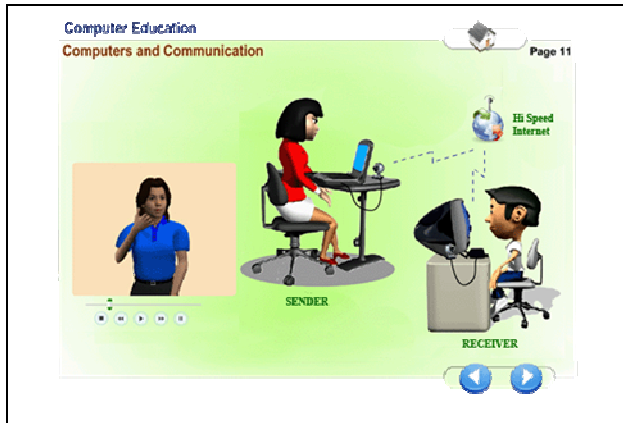 Computer Education
Computers and Communication
Page 11
Hi Speed
Internet
SENDER
RECEIVER